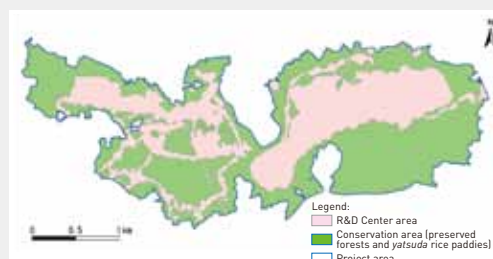 0 0.5 1 km
Legend:
R&D Center area
Conservation area (preserved
forests and yatsuda rice paddies)
Project area